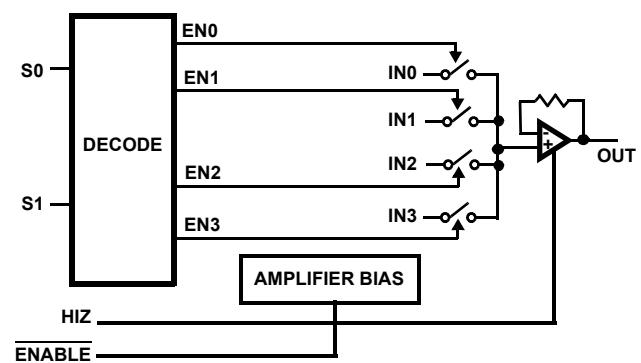 EN0
S0
IN0
EN1
IN1
DECODE
-
+
OUT
IN2
EN2
S1
IN3
EN3
AMPLIFIER BIAS
HIZ
ENABLE